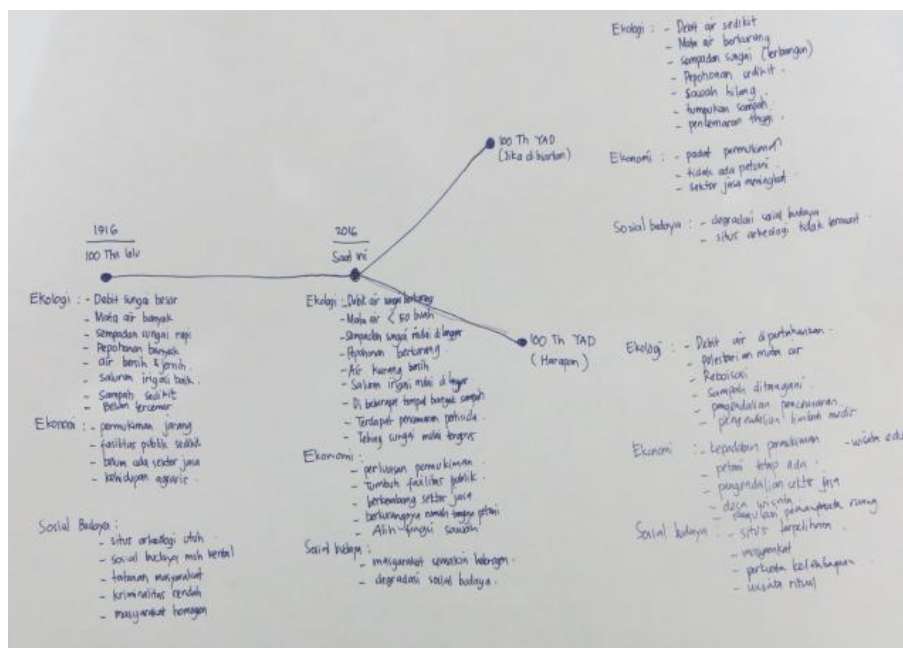 1916
100 Thn lalu
Ekologi : - Debit sungai besar
- Mata air banyak
- sempadan sungai rapi
- Pepohonan banyak
- air bersih & jernih.
- saluran irigasi baik.
- Sampah sedikit
- Belum tercemar
Ekonomi : - permukiman jarang
- fasilitas publik sedikit
- belum ada sektor jasa
- kehidupan agraris.
Sosial Budaya :
- situs arkeologi utuh.
- sosial budaya msh kental
- tatanan masyarakat
- kriminalitas rendah
- masyarakat homogen
2016
Saat ini
Ekologi : - Debit air sungai berkurang
- Mata air < 50 buah
- Sempadan sungai mulai dilanggar
- Pepohonan berkurang
- Air kurang bersih
- Saluran irigasi mulai di
- Di beberapa tempat banyak sampah
- Terdapat pencemaran
- Tebing sungai mulai tergerus
Ekonomi :
- perluasan permukiman.
- Tumbuh fasilitas publik.
- berkembang sektor jasa
- berkurangnya rumah tangga petani
- Alih fungsi sawah
Sosial budaya :
- masyarakat semakin heterogen.
- degradasi sosial budaya.
100 Th YAD
(Jika dibiarkan)
Ekologi : - Debit air sedikit
- Mata air berkurang
- sempadan sungai (terbangun)
- Pepohonan sedikit.
- Sawah hilang.
- tumpukan sampah.
- pencemaran tinggi.
Ekonomi : - padat permukiman
- tidak ada petani
- sektor jasa meningkat
Sosial budaya : - degradasi sosial budaya
- situs arkeologi tidak terawat.
100 Th YAD
(Harapan)
Ekologi : - Debit air dipertahankan.
- Pelestarian mata air
- Reboisasi
- Sampah ditangani
- pengendalian pencemaran
- pengendalian limbah
Ekonomi : - kepadatan permukiman - wisata edu
- petani tetap ada.
- pengendalian sektor jasa
- desa wisata
- pemanfaatan ruang
Sosial budaya : - situs terpelihara
- masyarakat
- kelembagaan
- wisata ritual